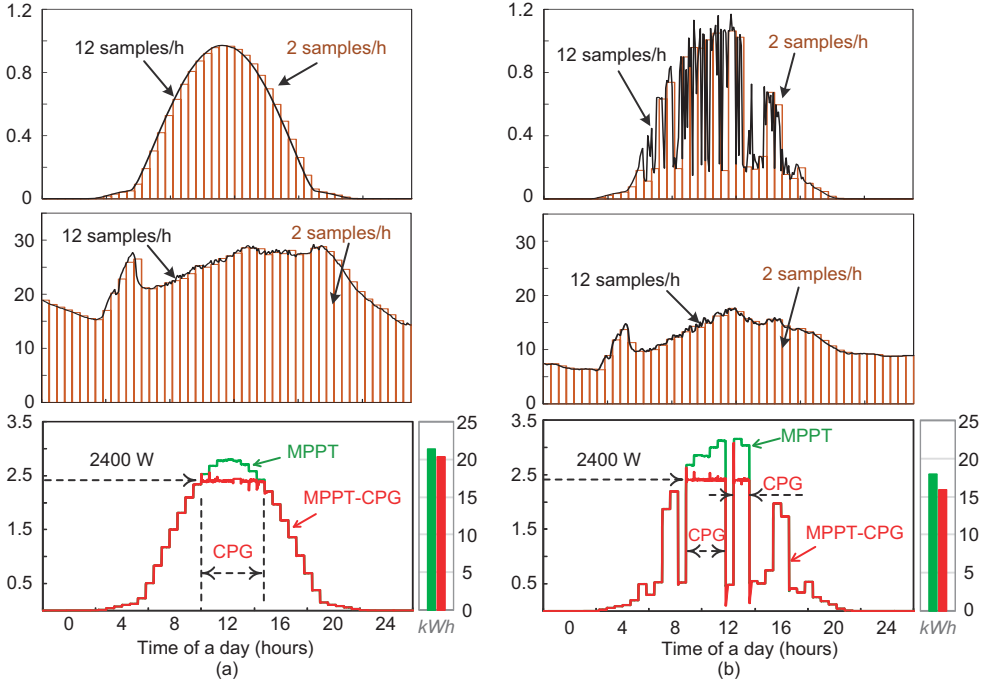 1.2
0.8
0.4
0
12 samples/h
2 samples/h
30
20
10
0
12 samples/h
2 samples/h
3.5
2.5
1.5
0.5
2400 W
MPPT
MPPT-CPG
CPG
25
20
15
10
5
0
kWh
0 4 8 12 14 20 24
Time of a day (hours)
(a)
1.2
0.8
0.4
0
12 samples/h
2 samples/h
30
20
10
0
12 samples/h
2 samples/h
3.5
2.5
1.5
0.5
2400 W
MPPT
CPG
CPG
MPPT-CPG
25
20
15
10
5
0
kWh
0 4 8 12 12 20 24
Time of a day (hours)
(b)